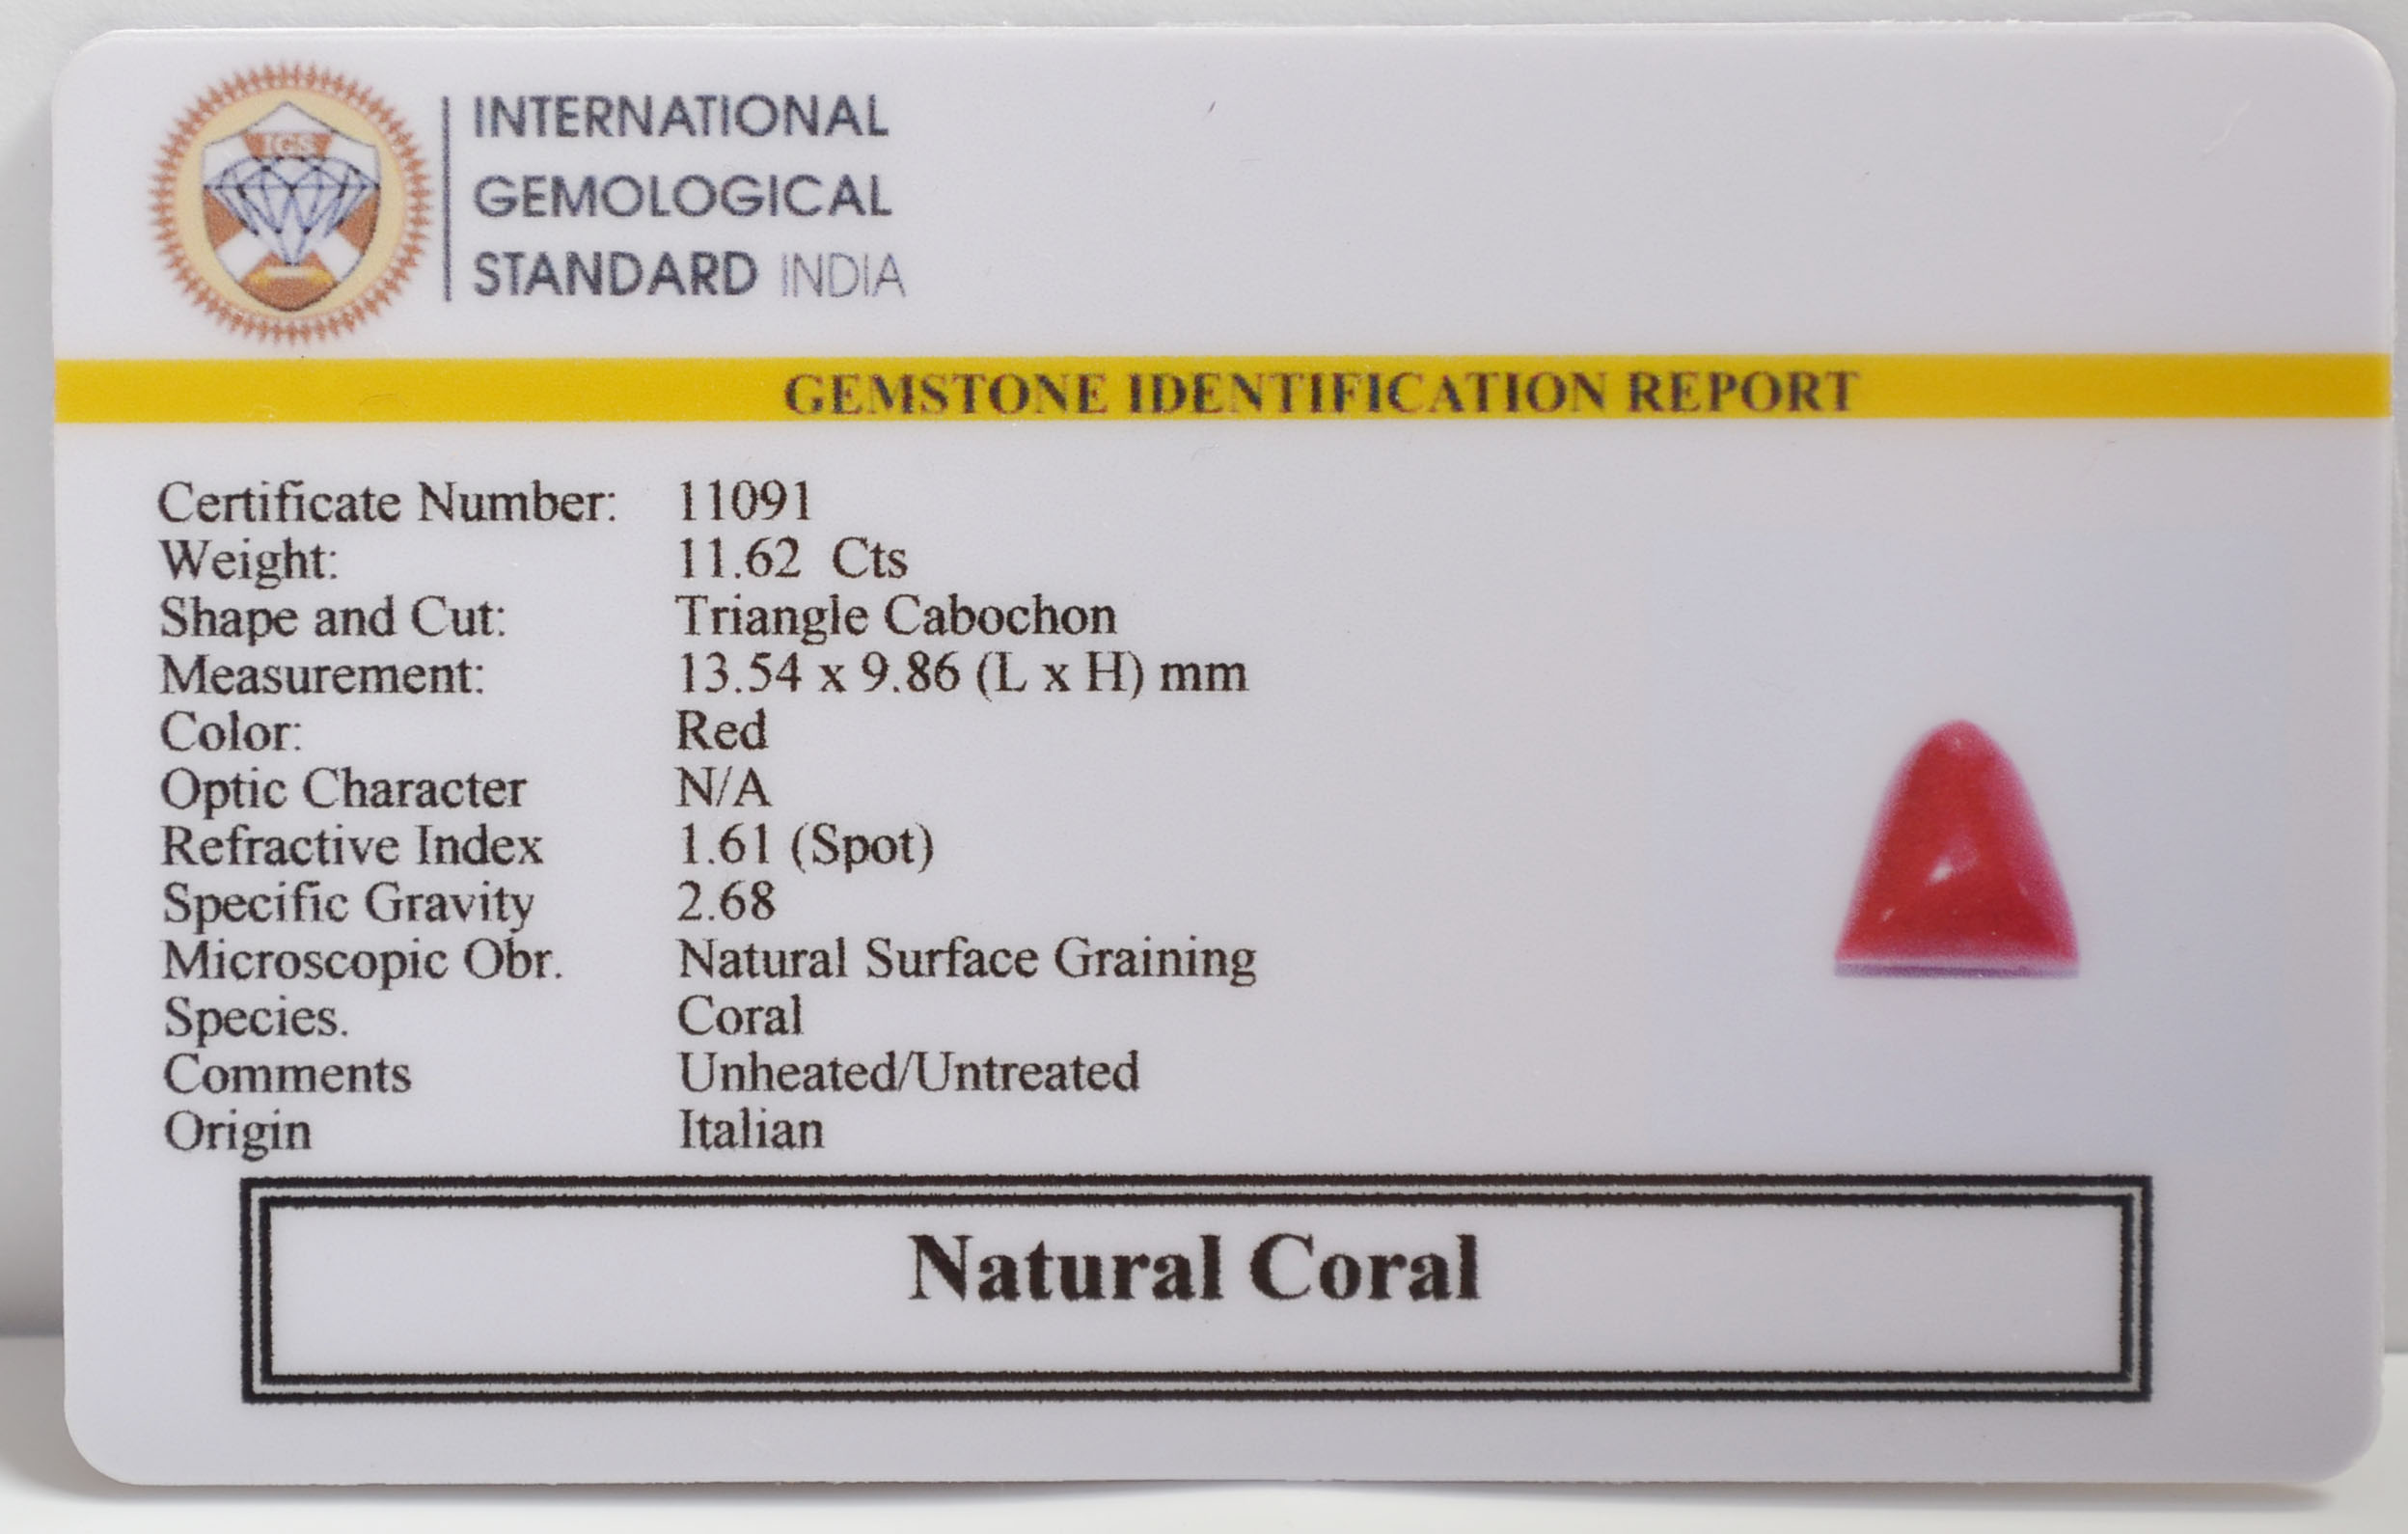 IGS
INTERNATIONAL
GEMOLOGICAL
STANDARD INDIA
GEMSTONE IDENTIFICATION REPORT
Certificate Number: 11091
Weight: 11.62 Cts
Shape and Cut: Triangle Cabochon
Measurement: 13.54 x 9.86 (L x H) mm
Color: Red
Optic Character N/A
Refractive Index 1.61 (Spot)
Specific Gravity 2.68
Microscopic Obr. Natural Surface Graining
Species. Coral
Comments Unheated/Untreated
Origin Italian
Natural Coral